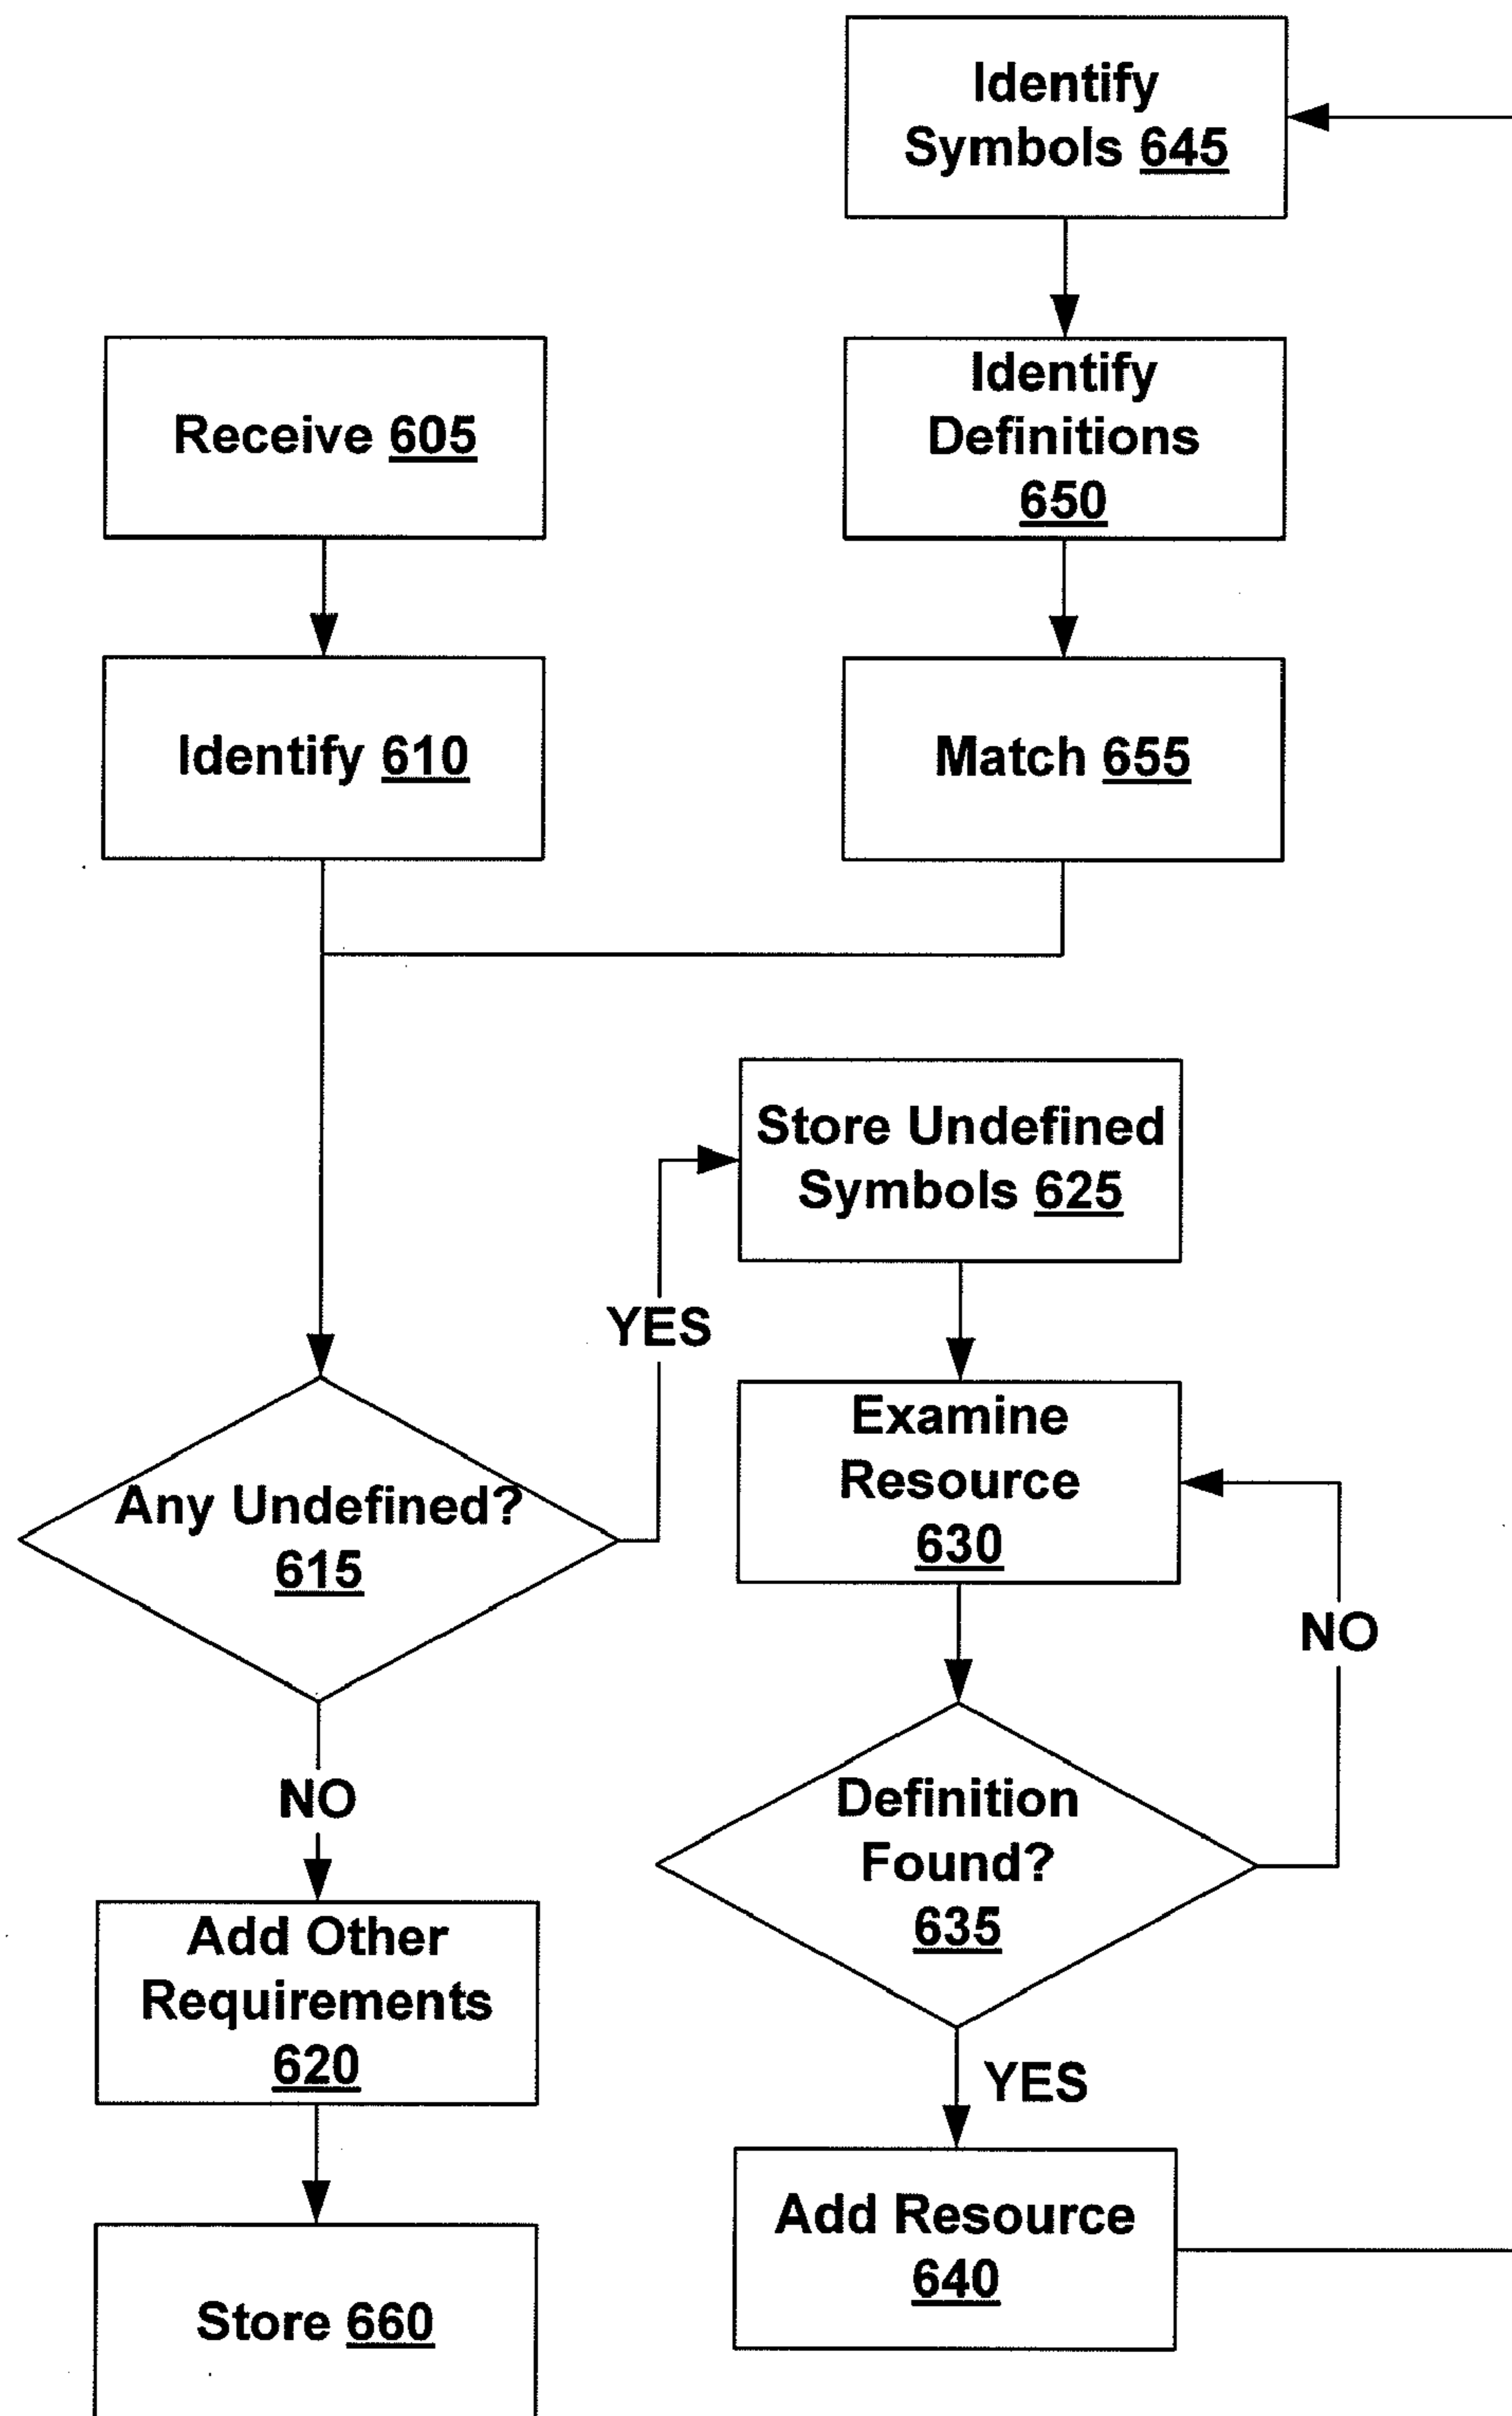 Identify
Symbols 645
Identify
Definitions
650
Receive 605
Identify 610
Match 655
Store Undefined
Symbols 625
YES
Examine
Resource
630
Any Undefined?
615
NO
Definition
Found?
635
NO
Add Other
Requirements
620
YES
Add Resource
640
Store 660